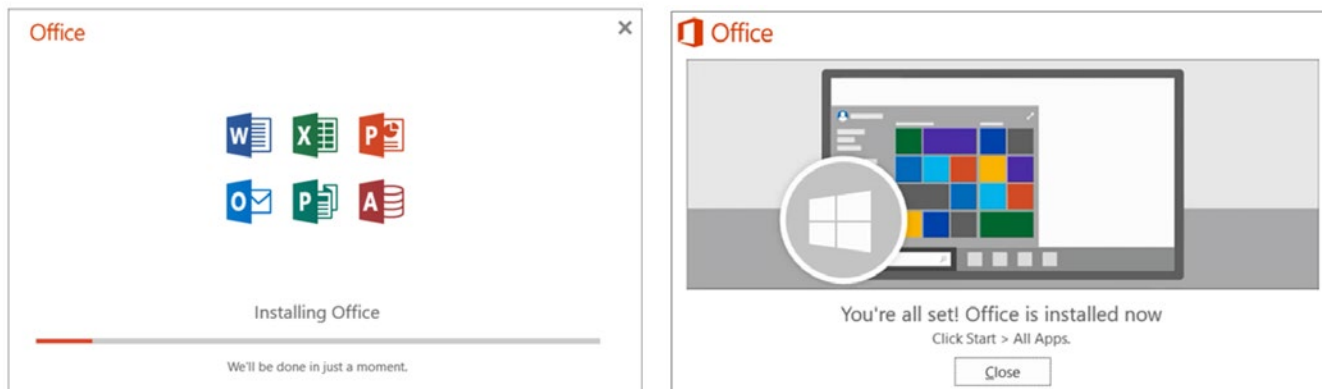 Office
W X P
O P A
Installing Office
We'll be done in just a moment.
Office
You're all set! Office is installed now
Click Start > All Apps.
Close